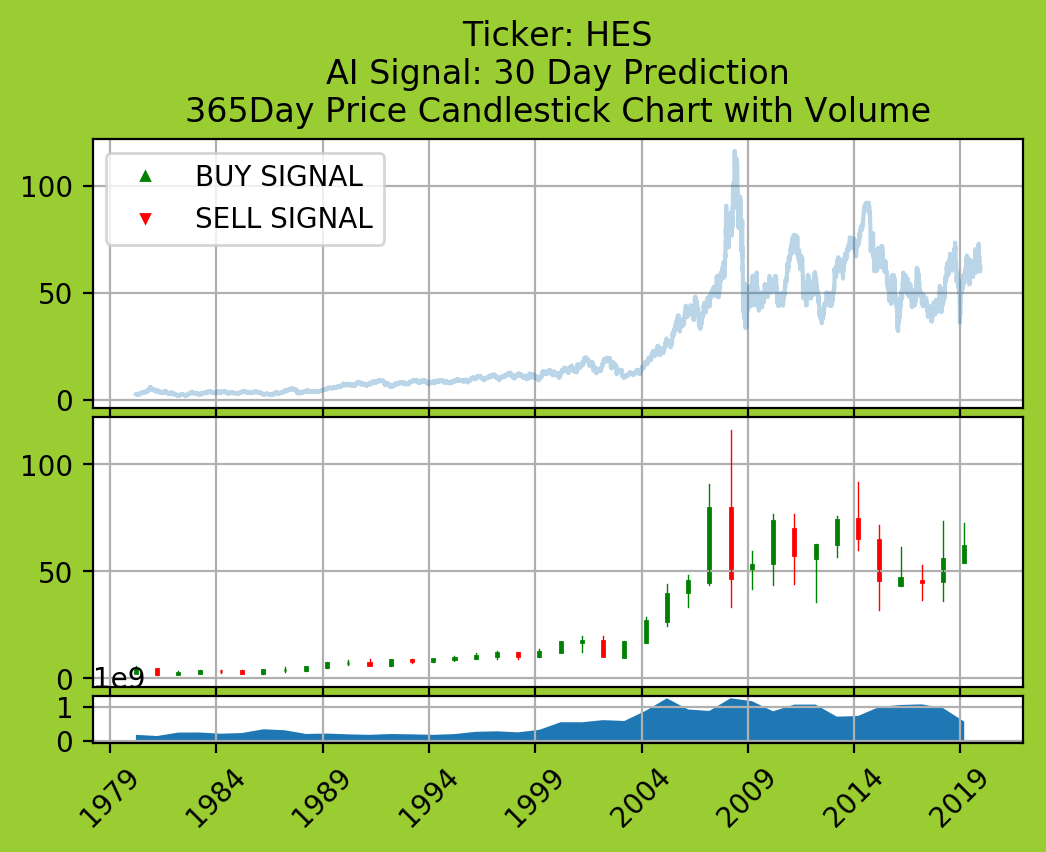 Ticker: HES
AI Signal: 30 Day Prediction
365Day Price Candlestick Chart with Volume
BUY SIGNAL
SELL SIGNAL
100
50
0
100
50
0
1e9
1
0
1979
1984
1989
1994
1999
2004
2009
2014
2019